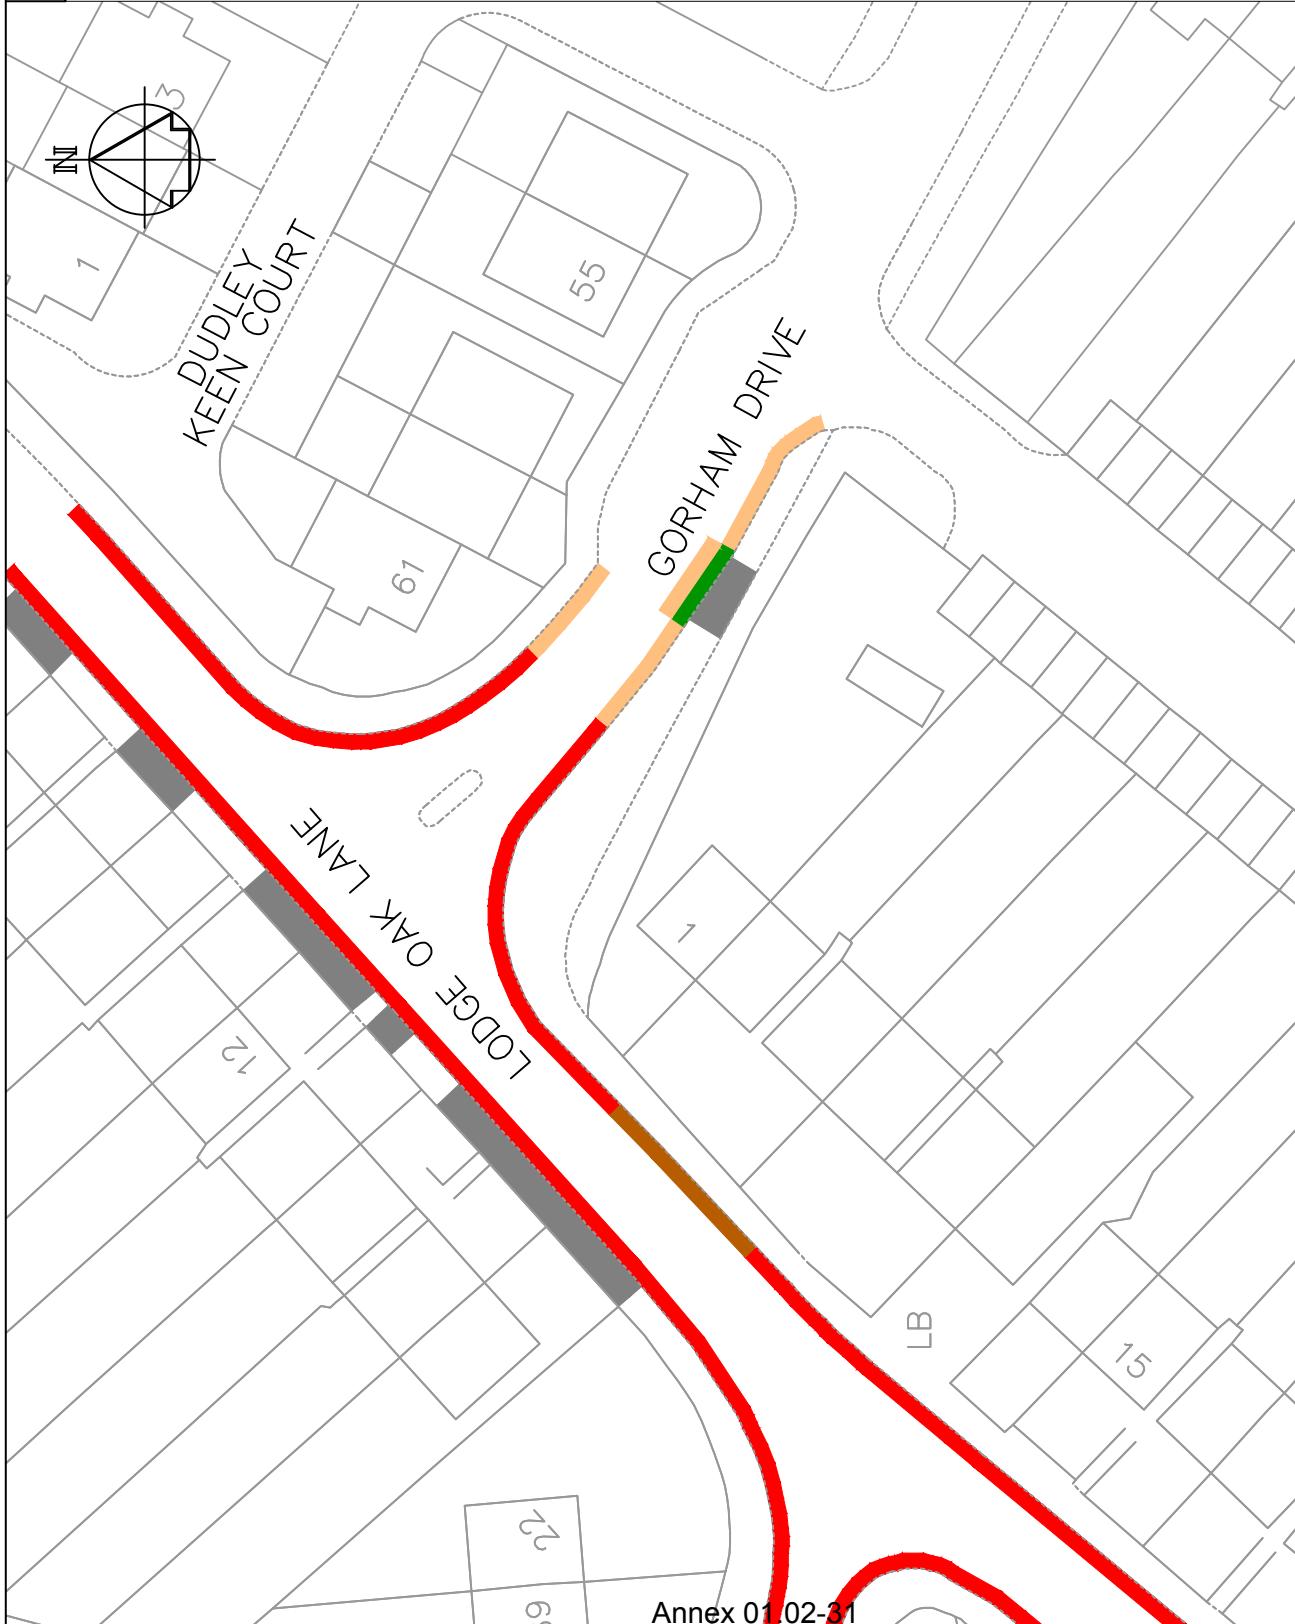 3
N
1
DUDLEY
KEEN COURT
55
GORHAM DRIVE
61
LODGE OAK LANE
1
12
LB
15
22
Annex 01.02-31